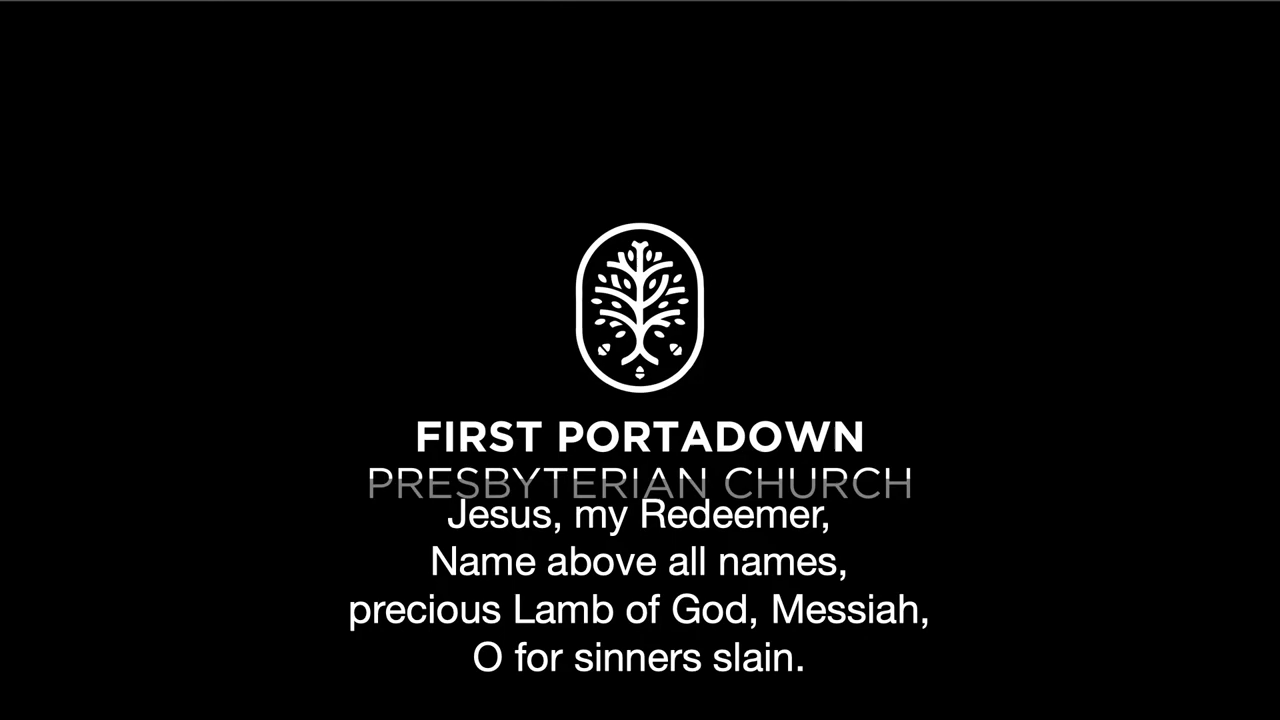 FIRST PORTADOWN
PRESBYTERIAN CHURCH
Jesus, my Redeemer,
Name above all names,
precious Lamb of God, Messiah,
O for sinners slain.